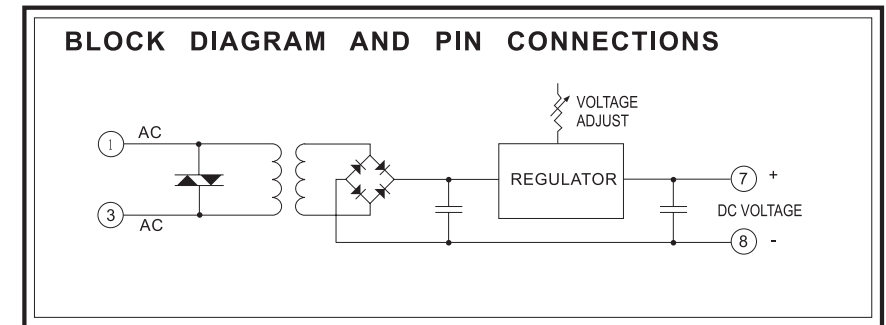 BLOCK DIAGRAM AND PIN CONNECTIONS
1 AC
VOLTAGE
ADJUST
REGULATOR
7 +
3 AC
DC VOLTAGE
8 -